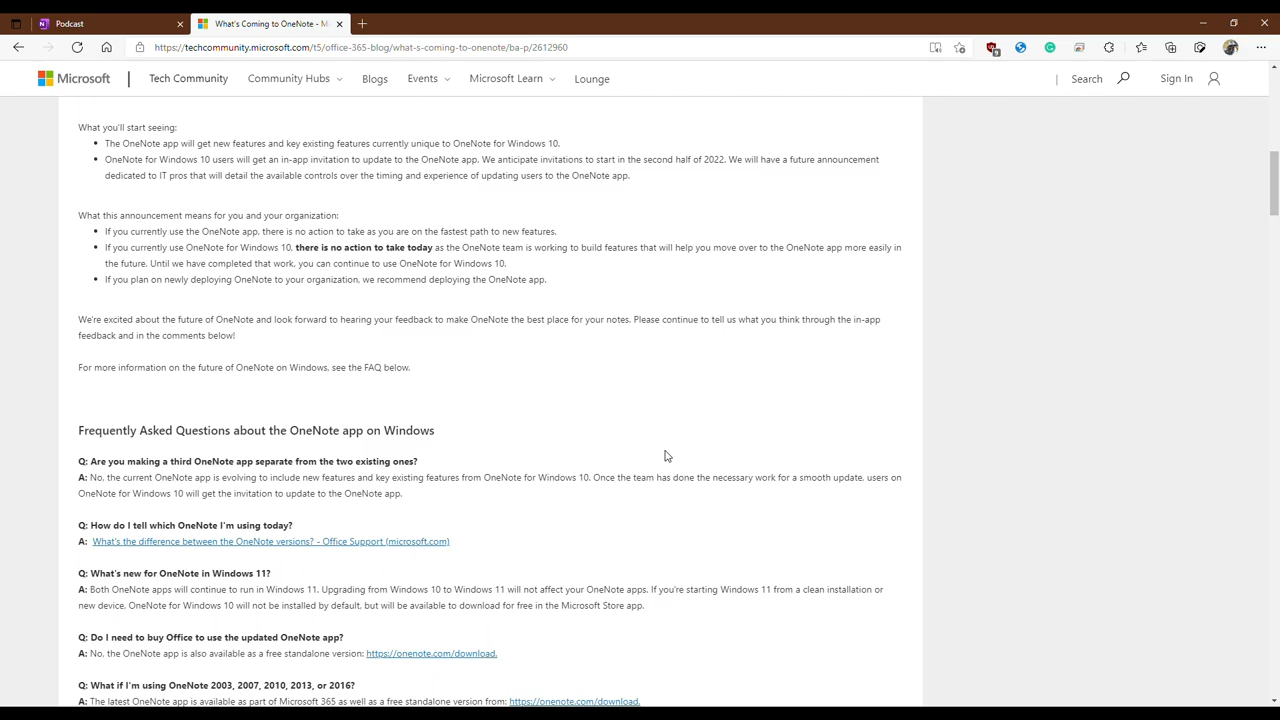 Podcast
What's Coming to OneNote - M
https://techcommunity.microsoft.com/t5/office-365-blog/what-s-coming-to-onenote/ba-p/2612960
9
Microsoft
Tech Community
Community Hubs
Blogs
Events
Microsoft Learn
Lounge
Search
Sign In
What you'll start seeing:
The OneNote app will get new features and key existing features currently unique to OneNote for Windows 10.
OneNote for Windows 10 users will get an in-app invitation to update to the OneNote app. We anticipate invitations to start in the second half of 2022. We will have a future announcement
dedicated to IT pros that will detail the available controls over the timing and experience of updating users to the OneNote app.
What this announcement means for you and your organization:
If you currently use the OneNote app, there is no action to take as you are on the fastest path to new features.
If you currently use OneNote for Windows 10, there is no action to take today as the OneNote team is working to build features that will help you move over to the OneNote app more easily in
the future. Until we have completed that work, you can continue to use OneNote for Windows 10.
If you plan on newly deploying OneNote to your organization, we recommend deploying the OneNote app.
We're excited about the future of OneNote and look forward to hearing your feedback to make OneNote the best place for your notes. Please continue to tell us what you think through the in-app
feedback and in the comments below!
For more information on the future of OneNote on Windows, see the FAQ below.
Frequently Asked Questions about the OneNote app on Windows
Q: Are you making a third OneNote app separate from the two existing ones?
A: No, the current OneNote app is evolving to include new features and key existing features from OneNote for Windows 10. Once the team has done the necessary work for a smooth update, users on
OneNote for Windows 10 will get the invitation to update to the OneNote app.
Q: How do I tell which OneNote I'm using today?
A: What's the difference between the OneNote versions? - Office Support (microsoft.com)
Q: What's new for OneNote in Windows 11?
A: Both OneNote apps will continue to run in Windows 11. Upgrading from Windows 10 to Windows 11 will not affect your OneNote apps. If you're starting Windows 11 from a clean installation or
new device, OneNote for Windows 10 will not be installed by default, but will be available to download for free in the Microsoft Store app.
Q: Do I need to buy Office to use the updated OneNote app?
A: No, the OneNote app is also available as a free standalone version: https://onenote.com/download.
Q: What if I'm using OneNote 2003, 2007, 2010, 2013, or 2016?
A: The latest OneNote app is available as part of Microsoft 365 as well as a free standalone version from: https://onenote.com/download.